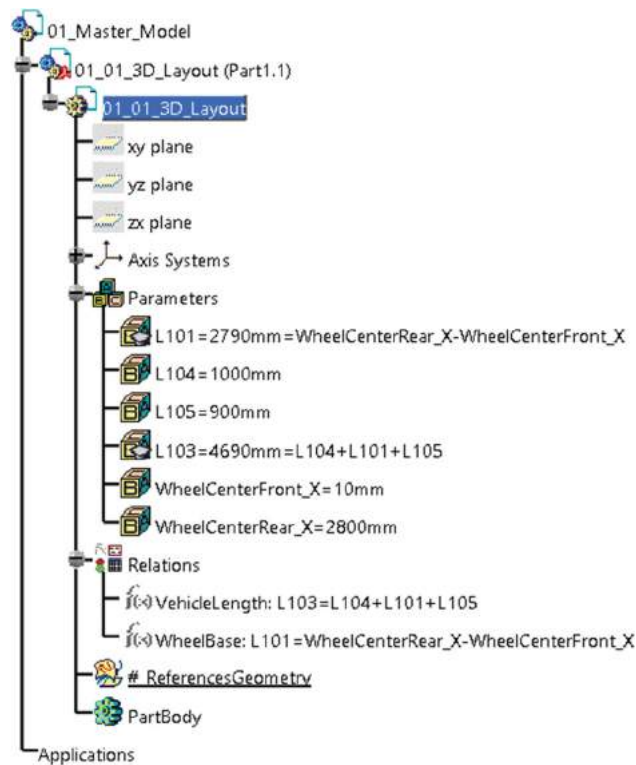 01_Master_Model
01_01_3D_Layout (Part1.1)
01_01_3D_Layout
xy plane
yz plane
zx plane
Axis Systems
Parameters
L101=2790mm=WheelCenterRear_X-WheelCenterFront_X
L104=1000mm
L105=900mm
L103=4690mm=L104+L101+L105
WheelCenterFront_X=10mm
WheelCenterRear_X=2800mm
Relations
f(x) VehicleLength: L103=L104+L101+L105
f(x) WheelBase: L101=WheelCenterRear_X-WheelCenterFront_X
#_ReferencesGeometry
PartBody
Applications